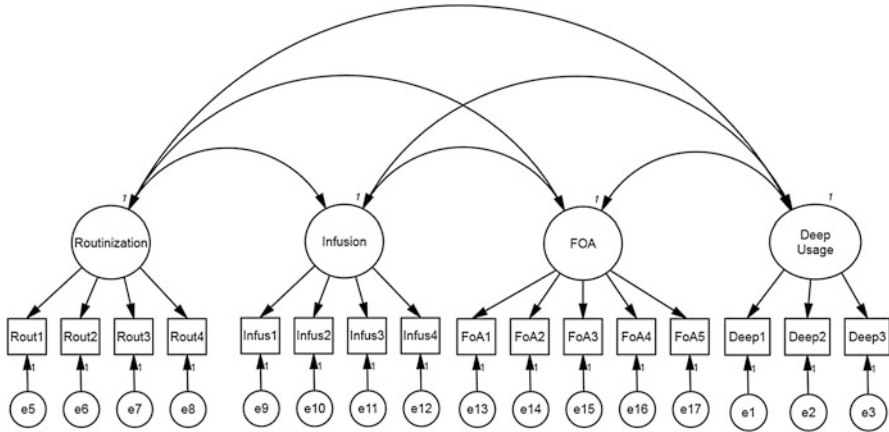 1 1 1 1
Routinization Infusion FOA Deep
Usage
Rout1 Rout2 Rout3 Rout4 Infus1 Infus2 Infus3 Infus4 FoA1 FoA2 FoA3 FoA4 FoA5 Deep1 Deep2 Deep3
1 1 1 1 1 1 1 1 1 1 1 1 1 1 1 1
e5 e6 e7 e8 e9 e10 e11 e12 e13 e14 e15 e16 e17 e1 e2 e3